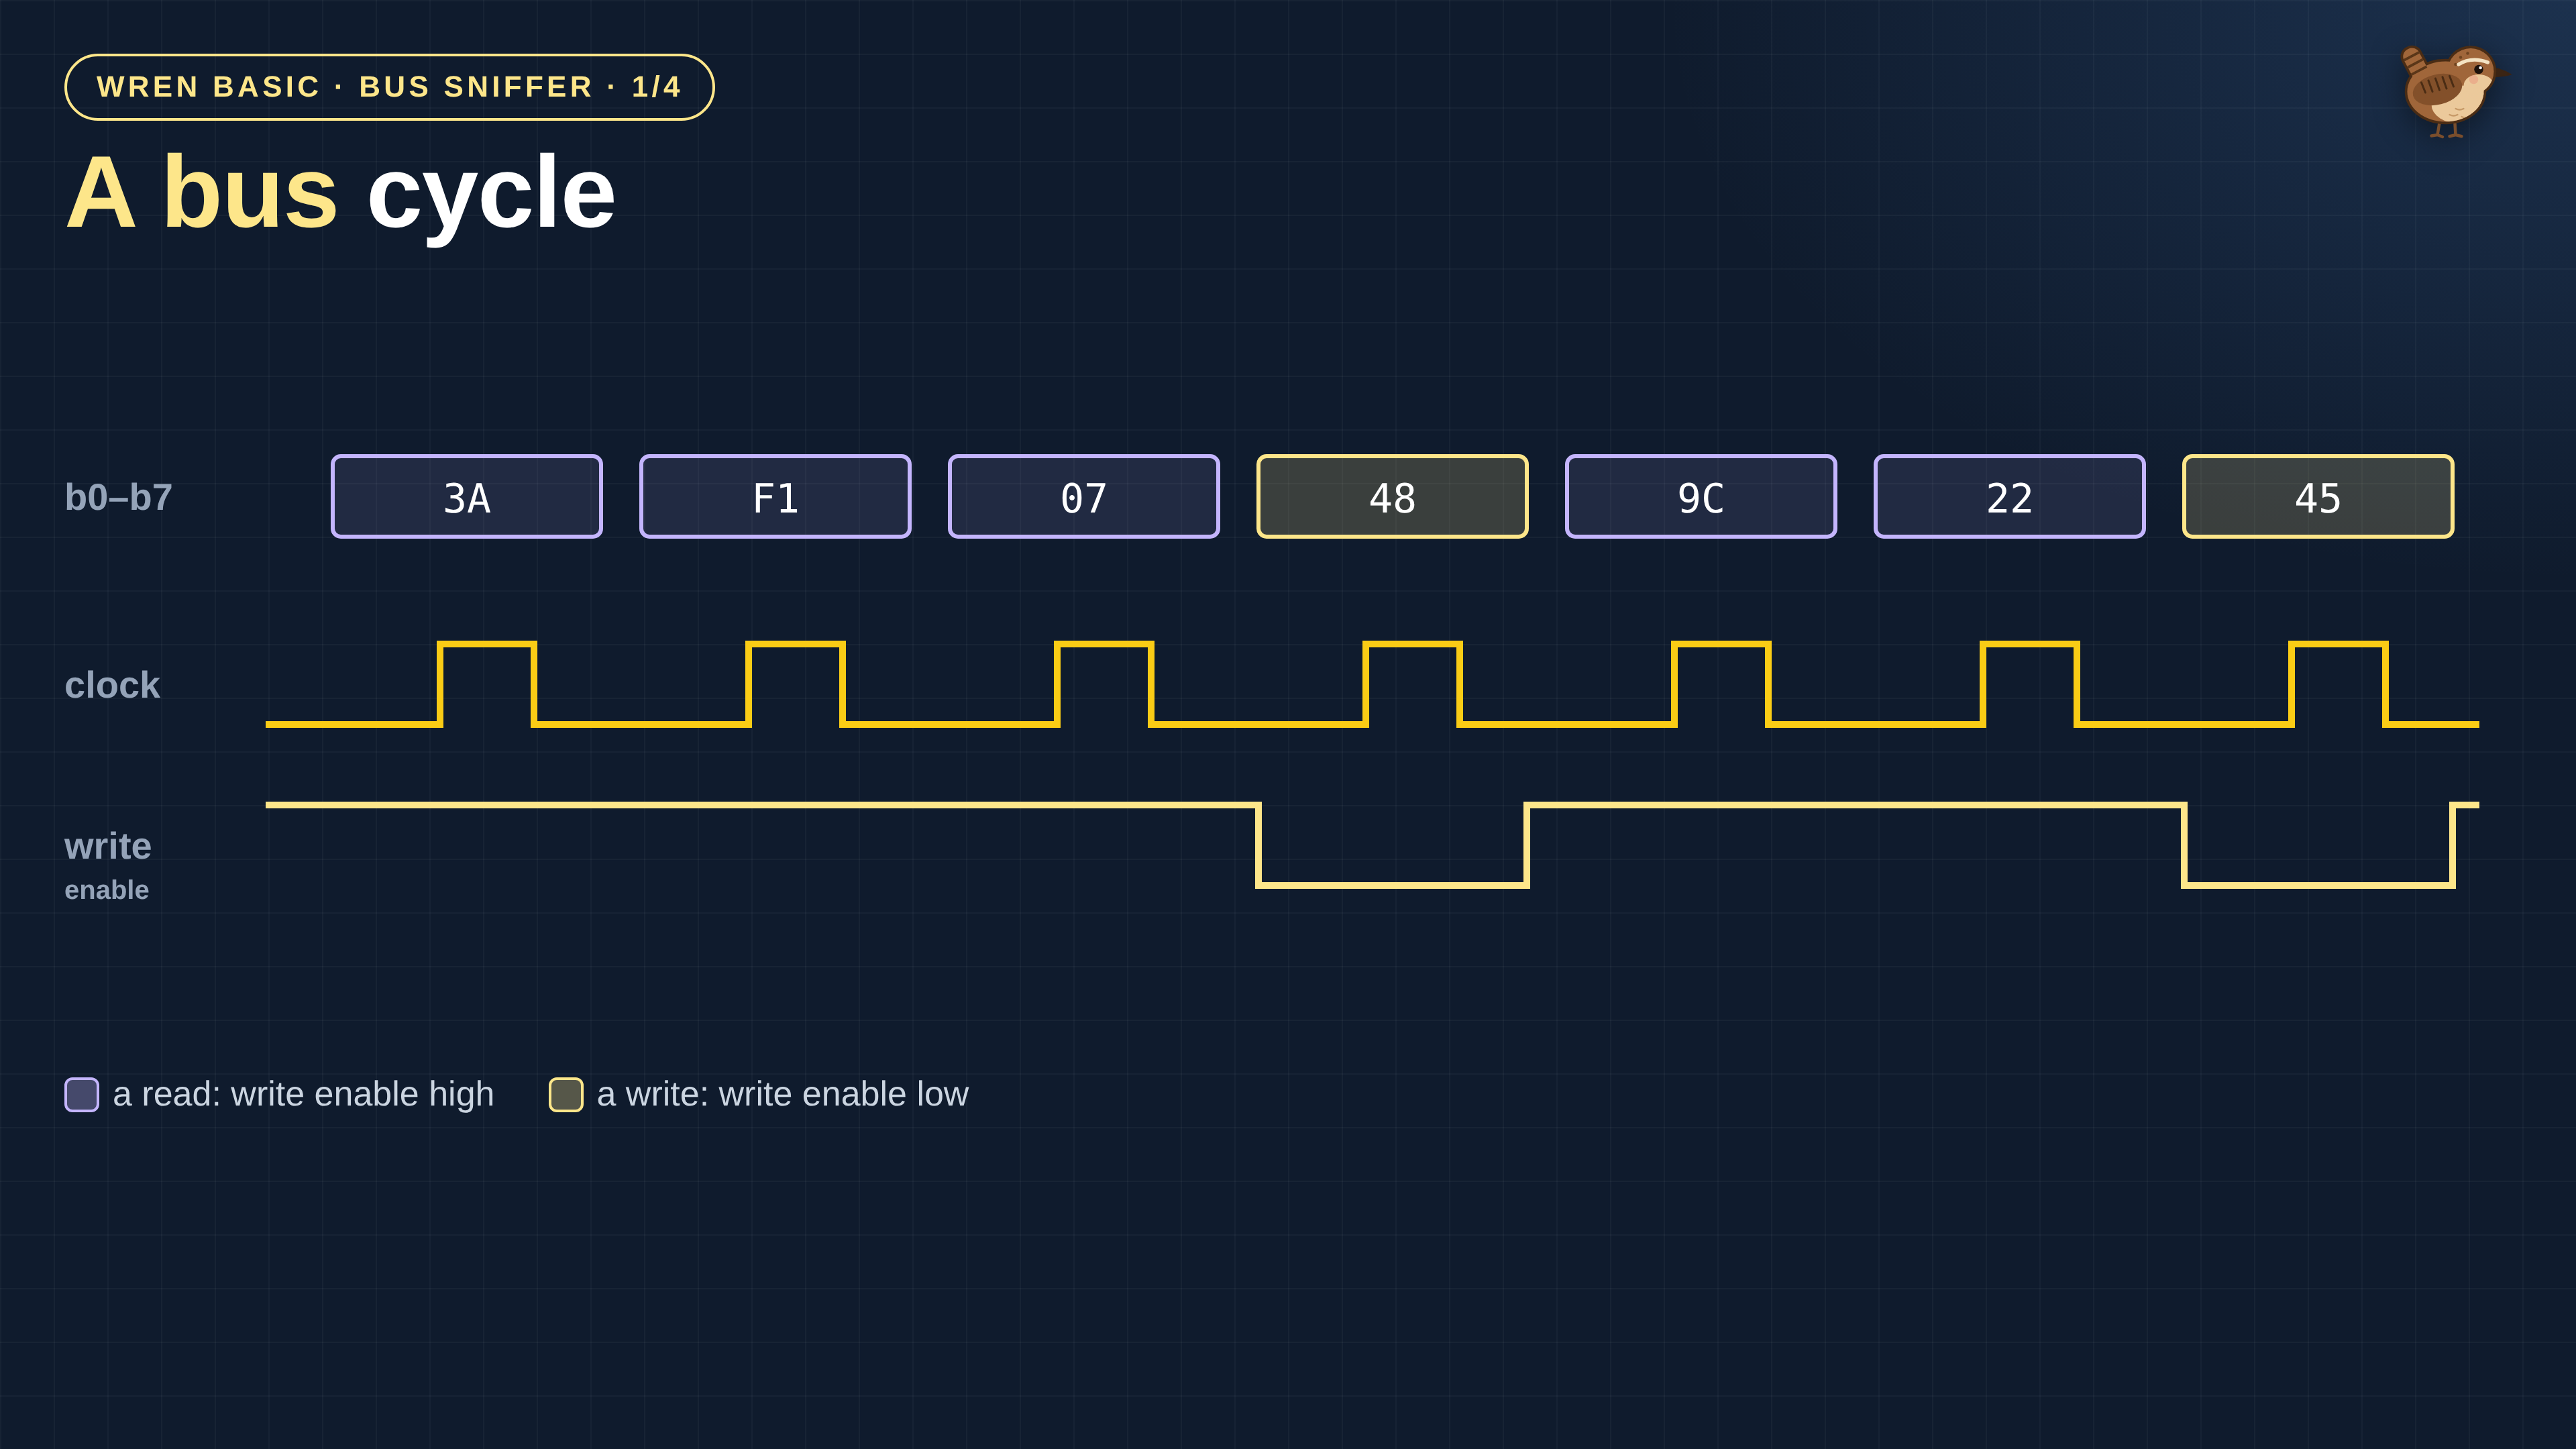 WREN BASIC · BUS SNIFFER · 1/4
A bus cycle
b0–b7 3A F1 07 48 9C 22 45
clock
write
enable
a read: write enable high a write: write enable low